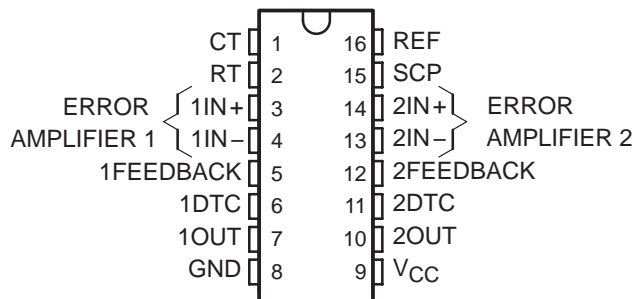 CT 1 16 REF
RT 2 15 SCP
1IN+ 3 14 2IN+
ERROR AMPLIFIER 1
ERROR AMPLIFIER 2
1IN− 4 13 2IN−
1FEEDBACK 5 12 2FEEDBACK
1DTC 6 11 2DTC
1OUT 7 10 2OUT
GND 8 9 VCC